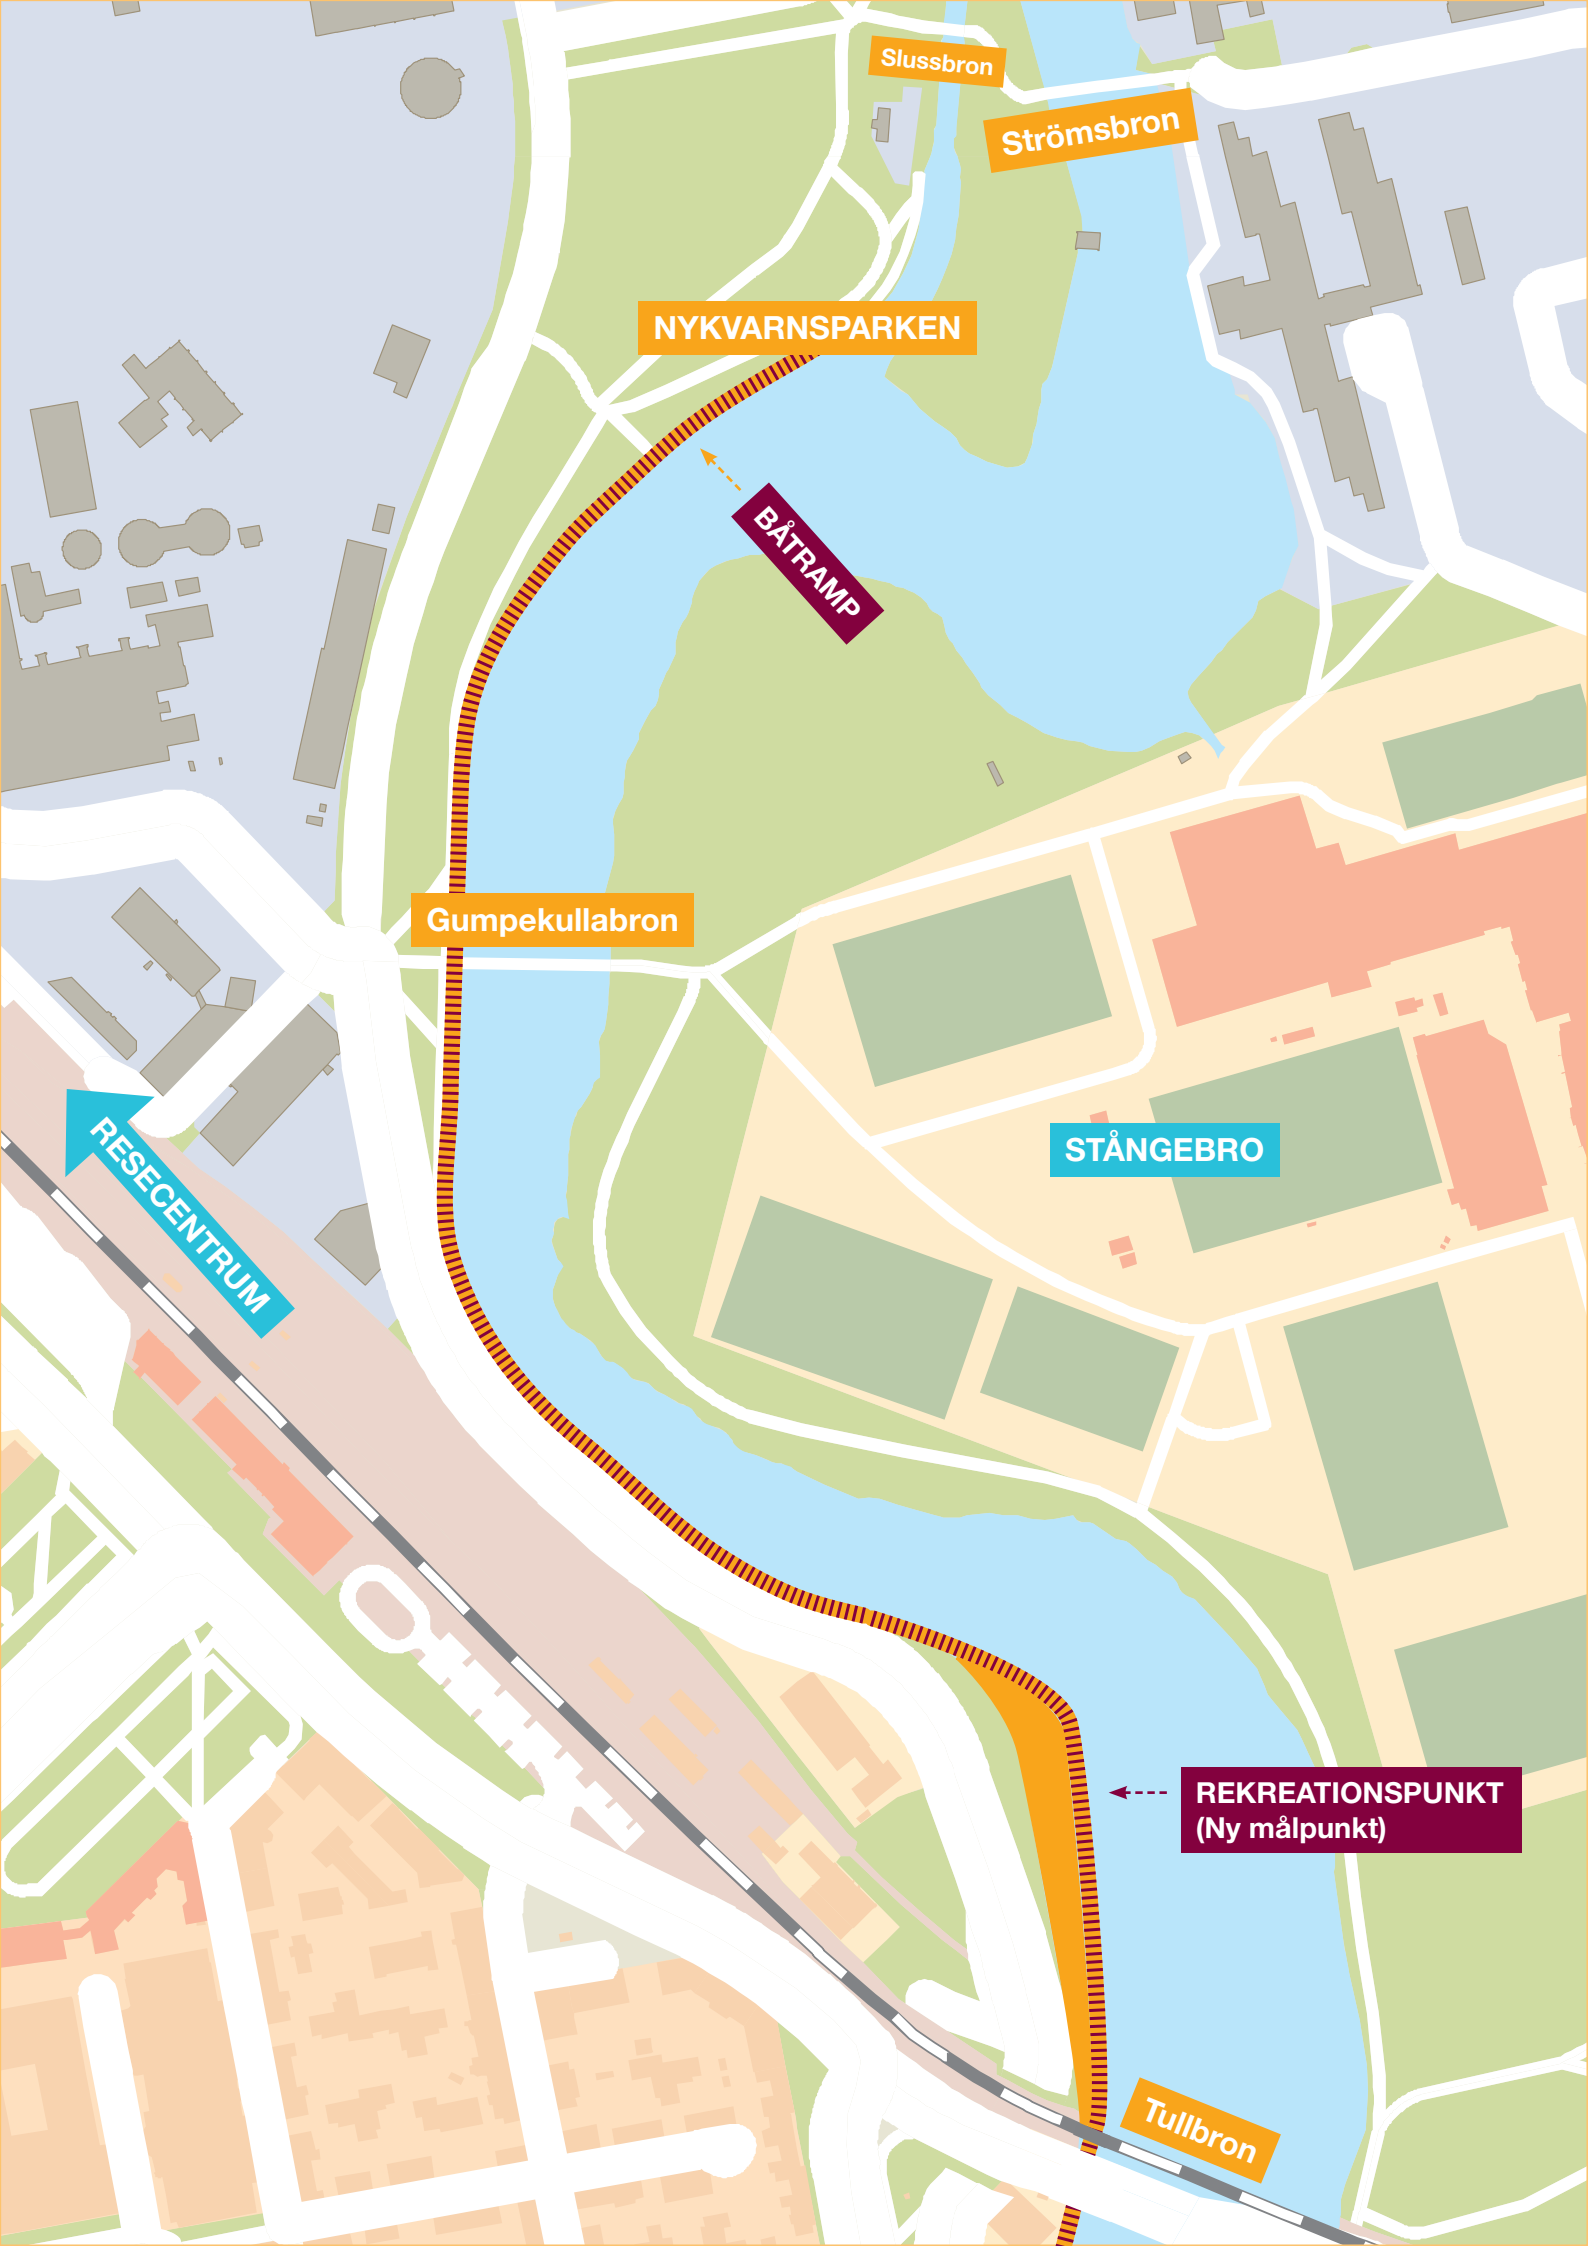 Slussbron
Strömsbron
NYKVARNSPARKEN
BÅTRAMP
Gumpekullabron
STÅNGEBRO
RESECENTRUM
REKREATIONSPUNKT
(Ny målpunkt)
Tullbron